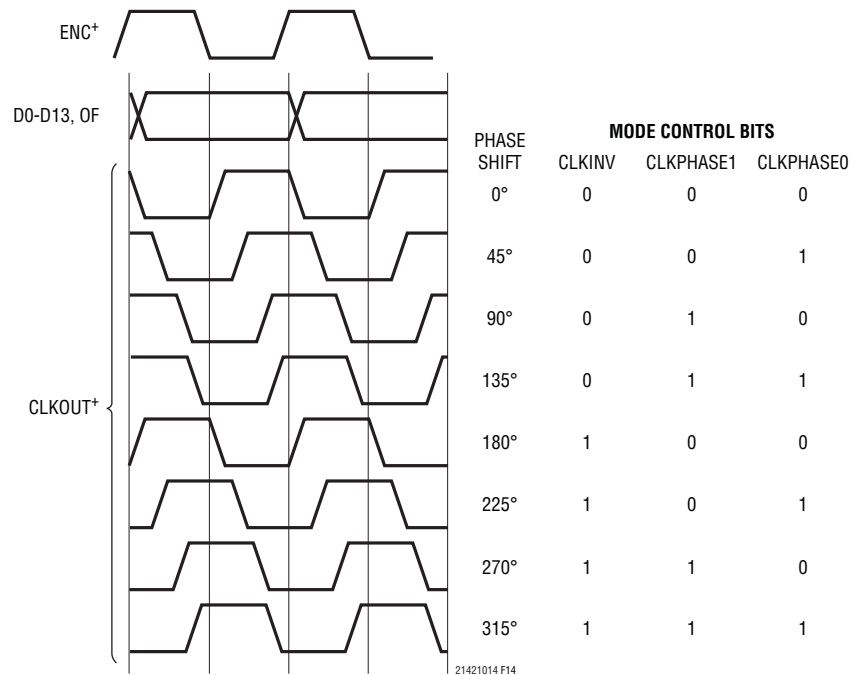 ENC+
D0-D13, OF
CLKOUT+
MODE CONTROL BITS
PHASE
SHIFT CLKINV CLKPHASE1 CLKPHASE0
0° 0 0 0
45° 0 0 1
90° 0 1 0
135° 0 1 1
180° 1 0 0
225° 1 0 1
270° 1 1 0
315° 1 1 1
21421014 F14